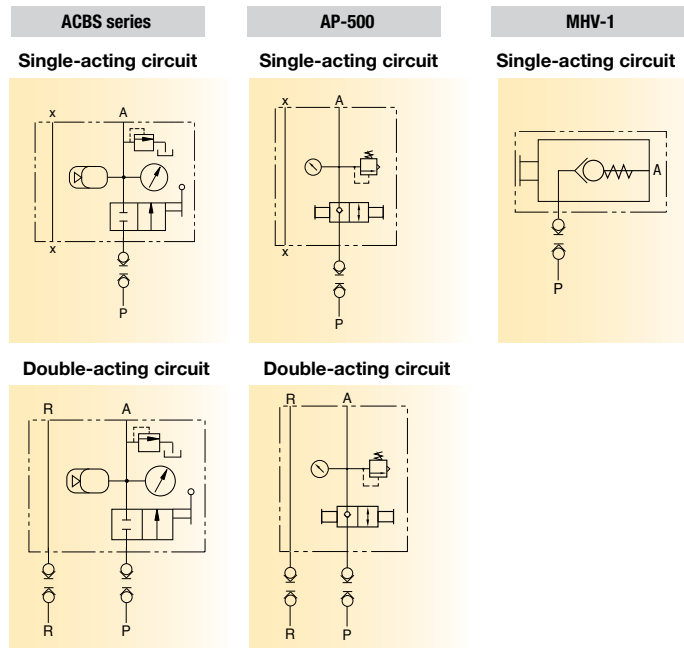 ACBS series
AP-500
MHV-1
Single-acting circuit
Single-acting circuit
Single-acting circuit
x
A
x
P
x
A
x
P
A
P
Double-acting circuit
Double-acting circuit
R
A
R
P
R
A
R
P